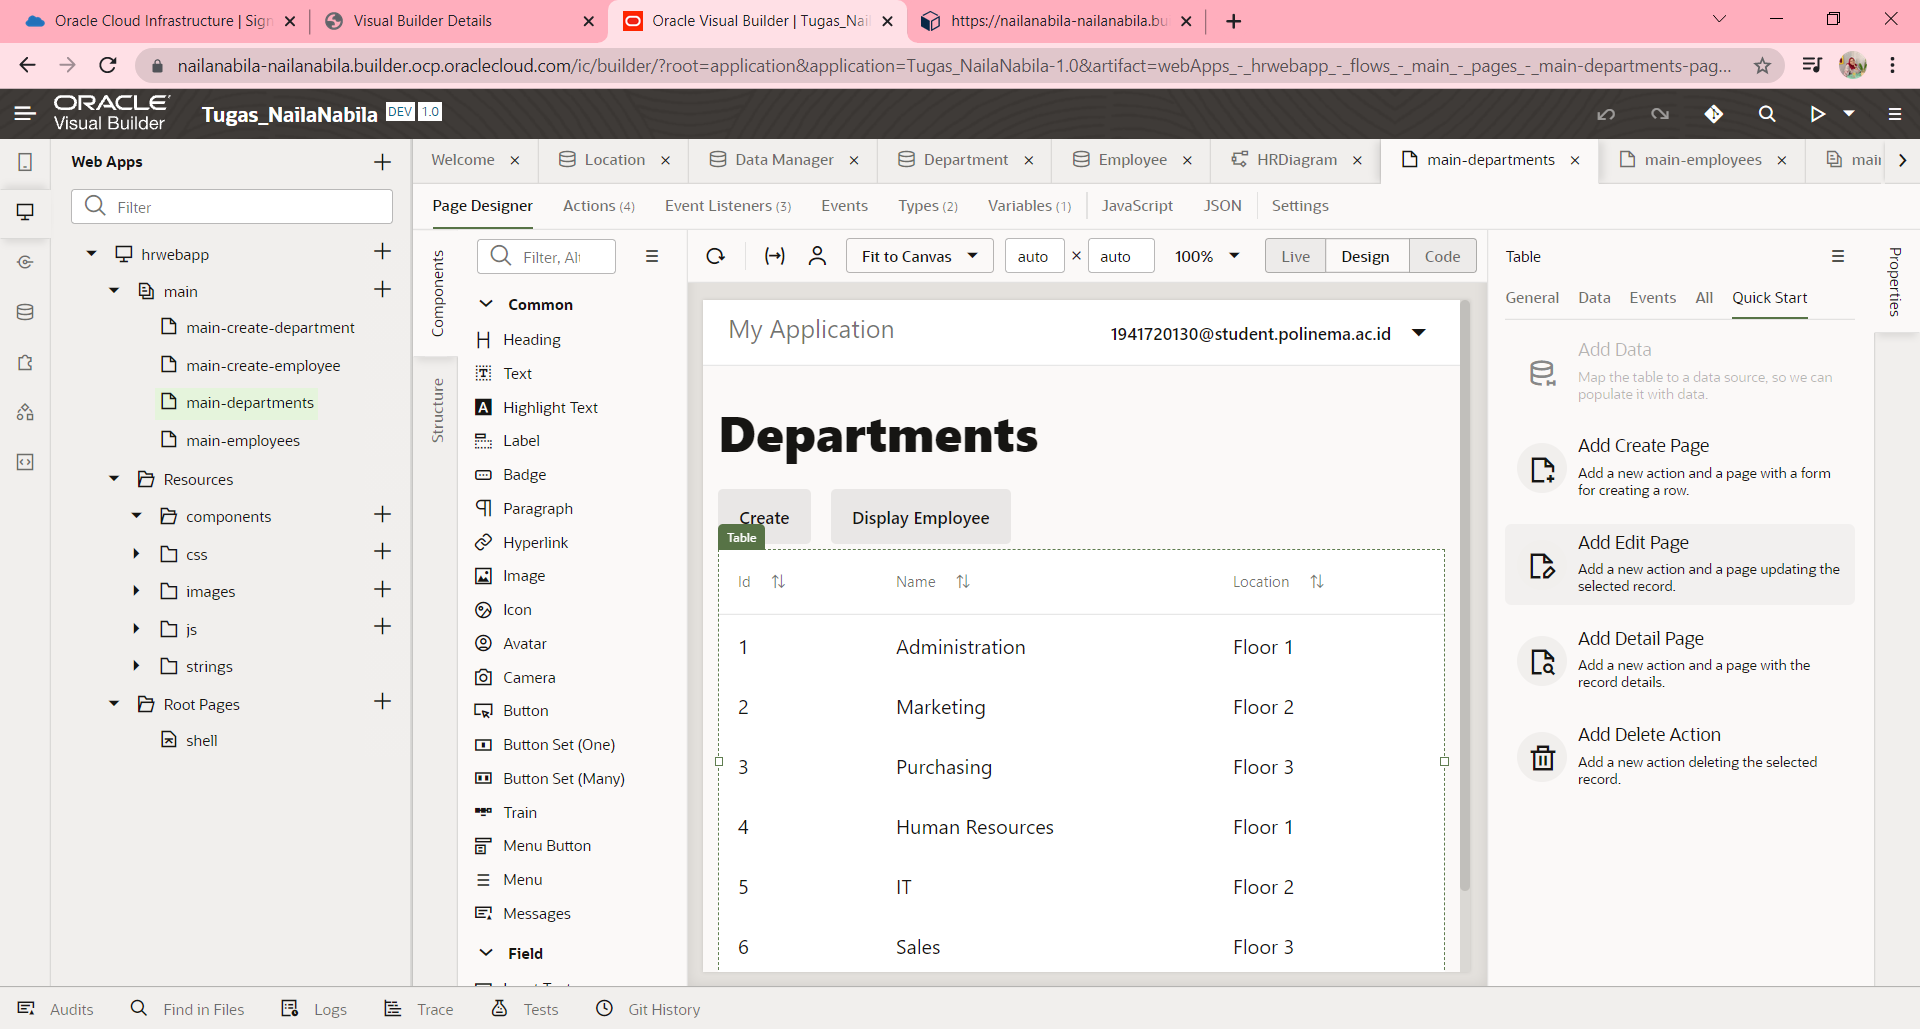 Oracle Cloud Infrastructure | Sign
Visual Builder Details
Oracle Visual Builder | Tugas_Nail
https://nailanabila-nailanabila.bu
nailanabila-nailanabila.builder.ocp.oraclecloud.com/ic/builder/?root=application&application=Tugas_NailaNabila-1.0&artifact=webApps_-_hrwebapp_-_flows_-_main_-_pages_-_main-departments-pag...
ORACLE
Visual Builder
Tugas_NailaNabila DEV 1.0
Web Apps
Filter
hrwebapp
main
main-create-department
main-create-employee
main-departments
main-employees
Resources
components
css
images
js
strings
Root Pages
shell
Welcome
Location
Data Manager
Department
Employee
HRDiagram
main-departments
main-employees
mai
Page Designer
Actions (4)
Event Listeners (3)
Events
Types (2)
Variables (1)
JavaScript
JSON
Settings
Components
Structure
Filter, Al
Common
Heading
Text
Highlight Text
Label
Badge
Paragraph
Hyperlink
Image
Icon
Avatar
Camera
Button
Button Set (One)
Button Set (Many)
Train
Menu Button
Menu
Messages
Field
Fit to Canvas
auto × auto
100%
Live Design Code
My Application
1941720130@student.polinema.ac.id
Departments
Create
Display Employee
Table
Id Name Location
1 Administration Floor 1
2 Marketing Floor 2
3 Purchasing Floor 3
4 Human Resources Floor 1
5 IT Floor 2
6 Sales Floor 3
Table
General Data Events All Quick Start
Add Data
Map the table to a data source, so we can
populate it with data.
Add Create Page
Add a new action and a page with a form
for creating a row.
Add Edit Page
Add a new action and a page updating the
selected record.
Add Detail Page
Add a new action and a page with the
record details.
Add Delete Action
Add a new action deleting the selected
record.
Properties
Audits
Find in Files
Logs
Trace
Tests
Git History